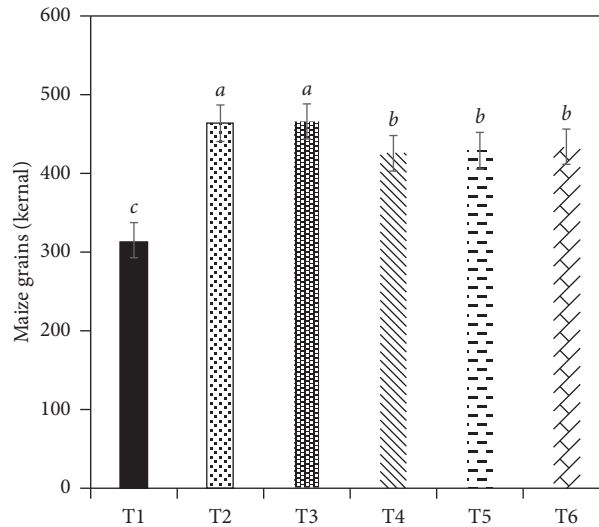 600
500
400
300
200
100
0
Maize grains (kernal)
c
a
a
b
b
b
T1 T2 T3 T4 T5 T6